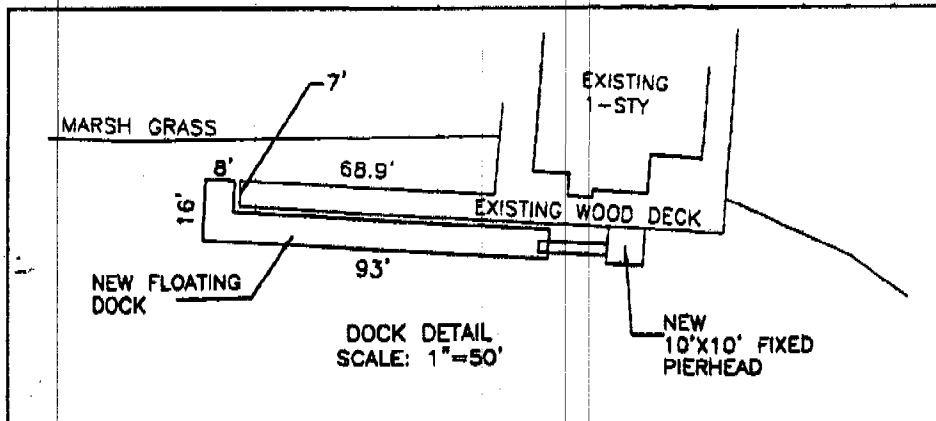 7'
EXISTING
1-STY
MARSH GRASS
8'
68.9'
16'
EXISTING WOOD DECK
93'
NEW FLOATING
DOCK
DOCK DETAIL
SCALE: 1"=50'
NEW
10'X10' FIXED
PIERHEAD